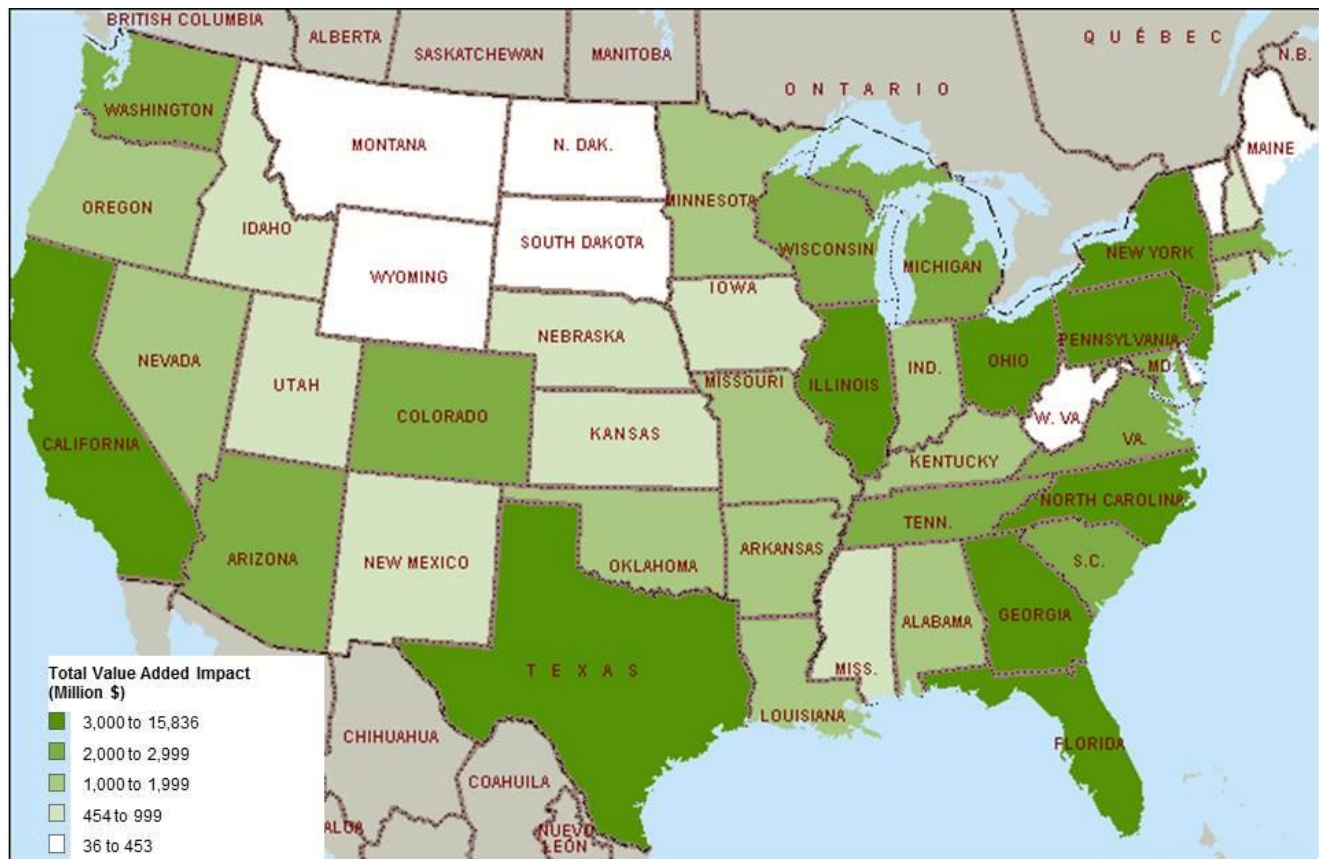 BRITISH COLUMBIA
ALBERTA
SASKATCHEWAN
MANITOBA
ONTARIO
QUÉBEC
N.B.
WASHINGTON
MONTANA
N. DAK.
MINNESOTA
MAINE
OREGON
IDAHO
SOUTH DAKOTA
WISCONSIN
MICHIGAN
NEW YORK
WYOMING
IOWA
NEBRASKA
PENNSYLVANIA
NEVADA
UTAH
COLORADO
ILLINOIS
IND.
OHIO
MD.
MISSOURI
CALIFORNIA
KANSAS
W. VA
VA.
KENTUCKY
NORTH CAROLINA
TENN.
ARIZONA
NEW MEXICO
OKLAHOMA
ARKANSAS
S.C.
GEORGIA
ALABAMA
MISS.
TEXAS
LOUISIANA
FLORIDA
CHIHUAHUA
COAHUILA
NUEVO
LEÓN
Total Value Added Impact
(Million $)
3,000 to 15,836
2,000 to 2,999
1,000 to 1,999
454 to 999
36 to 453